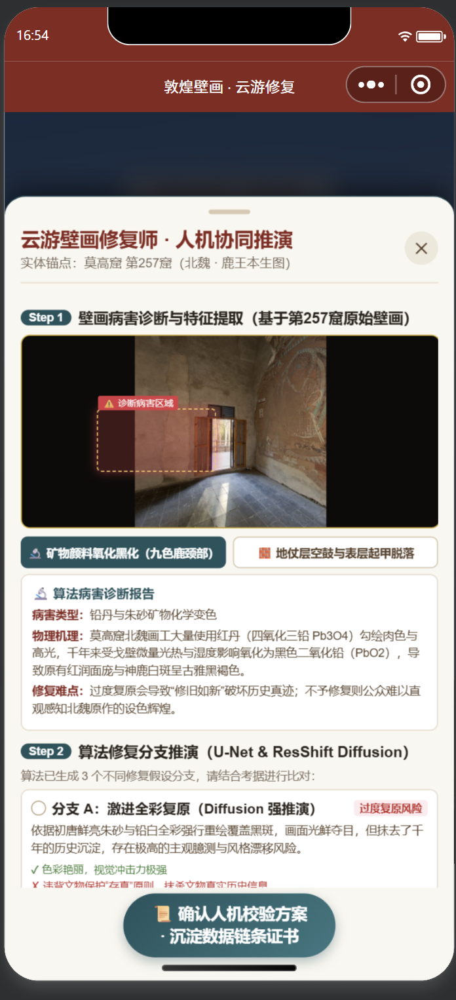 16:54
敦煌壁画 · 云游修复
云游壁画修复师 · 人机协同推演
实体锚点：莫高窟 第257窟（北魏 · 鹿王本生图）
Step 1 壁画病害诊断与特征提取（基于第257窟原始壁画）
诊断病害区域
矿物颜料氧化黑化（九色鹿颈部）
地仗层空鼓与表层起甲脱落
算法病害诊断报告
病害类型：铅丹与朱砂矿物化学变色
物理机理：莫高窟北魏画工大量使用红丹（四氧化三铅 Pb3O4）勾绘肉色与
高光，千年来受戈壁微量光热与湿度影响氧化为黑色二氧化铅（PbO2），导
致原有红润面庞与神鹿白斑呈古雅黑褐色。
修复难点：过度复原会导致“修旧如新”破坏历史真迹；不予修复则公众难以直
观感知北魏原作的设色辉煌。
Step 2 算法修复分支推演（U-Net & ResShift Diffusion）
算法已生成 3 个不同修复假设分支，请结合考据进行比对：
分支 A：激进全彩复原（Diffusion 强推演）
过度复原风险
依据初唐鲜亮朱砂与铅白全彩强行重绘覆盖黑斑，画面光鲜夺目，但抹去了千
年的历史沉淀，存在极高的主观臆测与风格漂移风险。
✓ 色彩艳丽，视觉冲击力极强
✗ 违背文物保护“存真”原则，抹杀文物真实历史信息
确认人机校验方案
· 沉淀数据链条证书